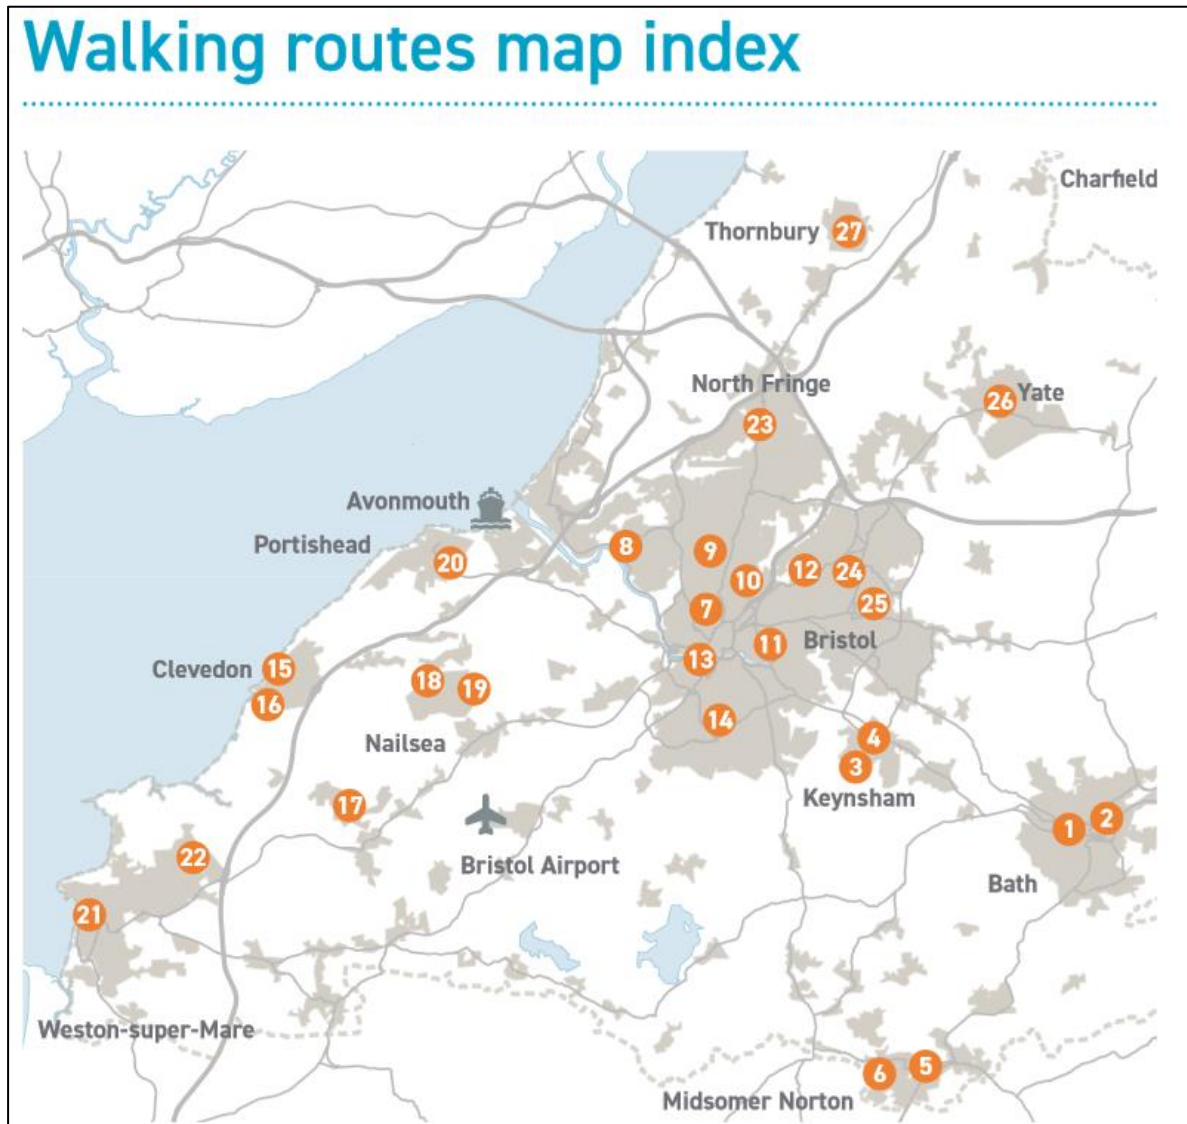 Walking routes map index
Charfield
Thornbury
27
North Fringe
26
Yate
23
Avonmouth
Portishead
8
9
20
10
12
24
7
25
11
Bristol
Clevedon
15
13
18
19
16
14
Nailsea
4
3
Keynsham
17
1
2
22
Bristol Airport
Bath
21
Weston-super-Mare
6
5
Midsomer Norton